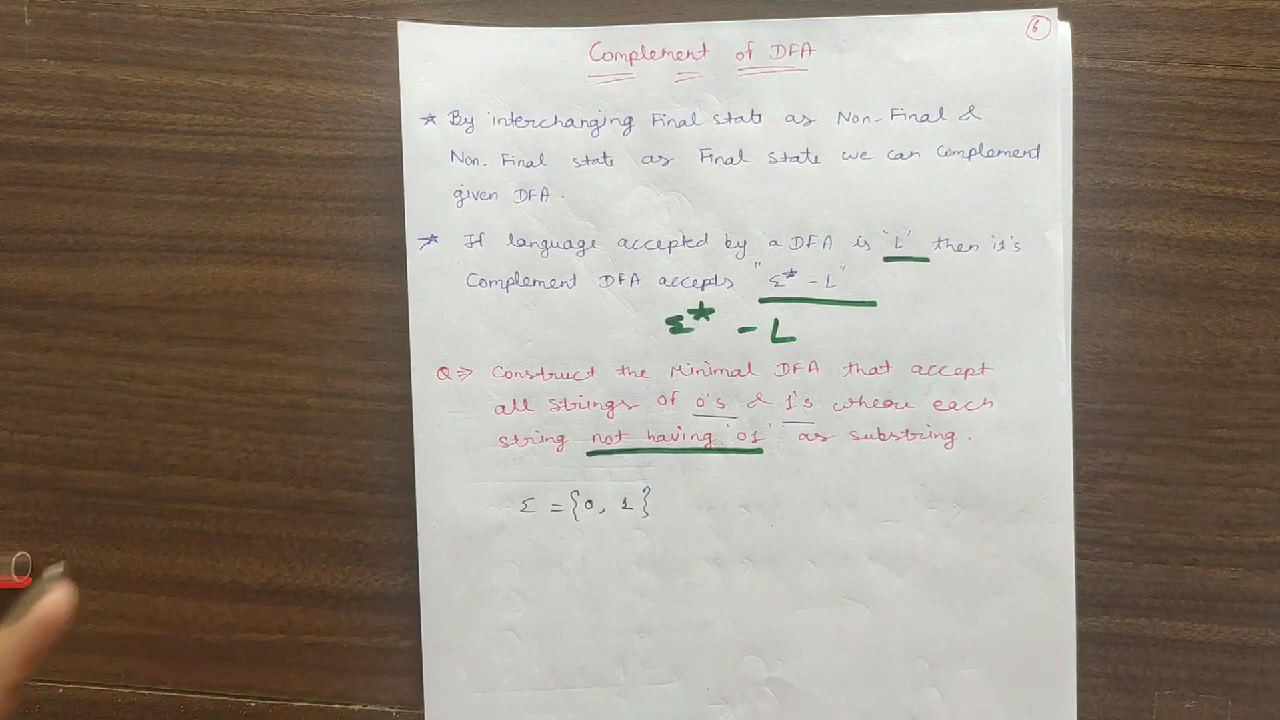 6
Complement of DFA
* By interchanging Final state as Non-Final &
Non-Final state as Final state we can complement
given DFA.
* If language accepted by a DFA is 'L' then it's
Complement DFA accepts "Σ* - L"
Σ* - L
Q⇒ Construct the Minimal DFA that accept
all strings of 0's & 1's where each
string not having '01' as substring.
Σ = {0, 1}